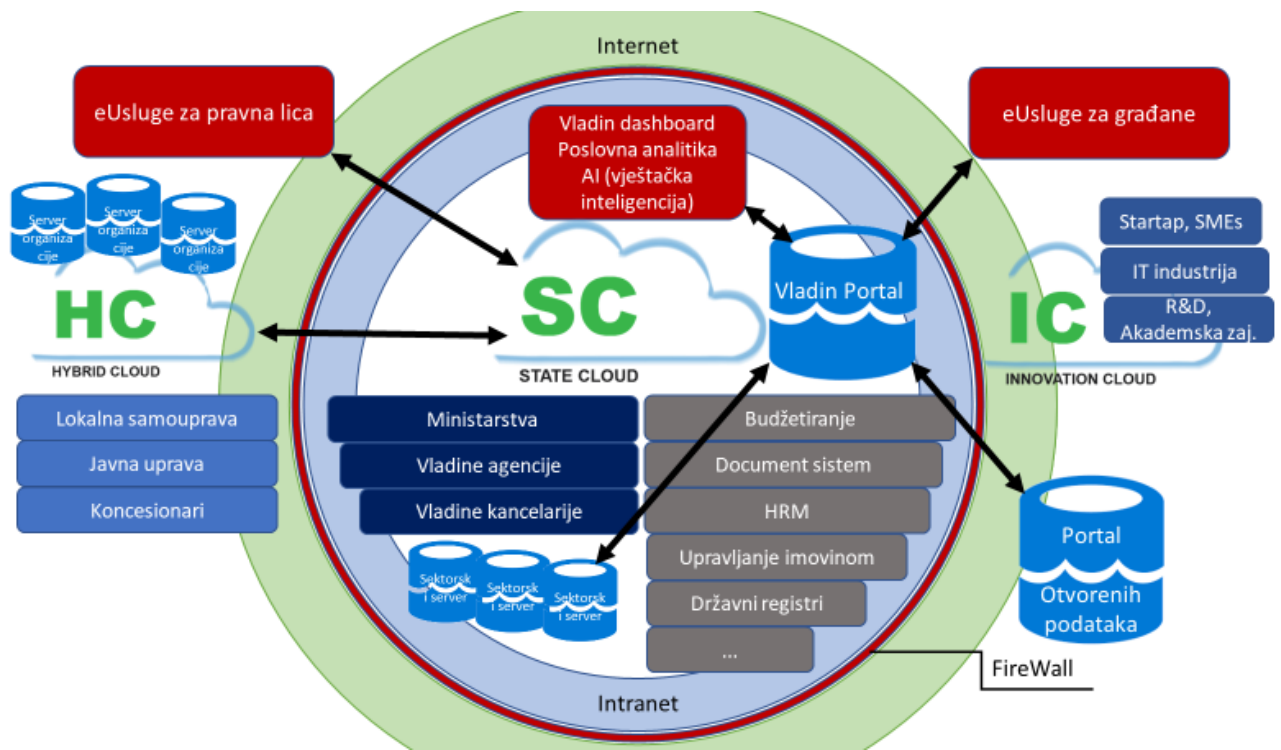 Internet
eUsluge za pravna lica
Vladin dashboard
Poslovna analitika
AI (vještačka
inteligencija)
eUsluge za građane
Server
organiza
cije
Server
organiza
cije
Server
organiza
cije
HC
HYBRID CLOUD
SC
STATE CLOUD
Vladin Portal
IC
INNOVATION CLOUD
Startap, SMEs
IT industrija
R&D,
Akademska zaj.
Lokalna samouprava
Javna uprava
Koncesionari
Ministarstva
Vladine agencije
Vladine kancelarije
Budžetiranje
Document sistem
HRM
Upravljanje imovinom
Državni registri
...
Sektorsk
i server
Sektorsk
i server
Sektorsk
i server
Portal
Otvorenih
podataka
FireWall
Intranet